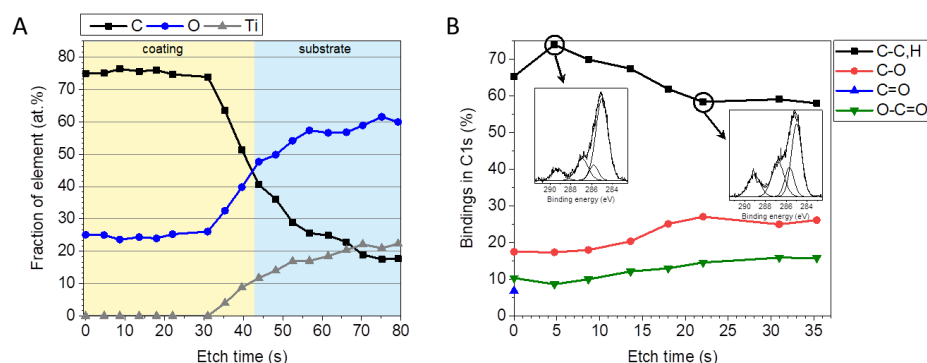 A
C O Ti
coating substrate
Fraction of element (at.%)
80
70
60
50
40
30
20
10
0
0 10 20 30 40 50 60 70 80
Etch time (s)
B
Bindings in C1s (%)
80
70
60
50
40
30
20
10
0
0 5 10 15 20 25 30 35
Etch time (s)
C-C,H
C-O
C=O
O-C=O
290 288 286 284
Binding energy (eV)
290 288 286 284
Binding energy (eV)